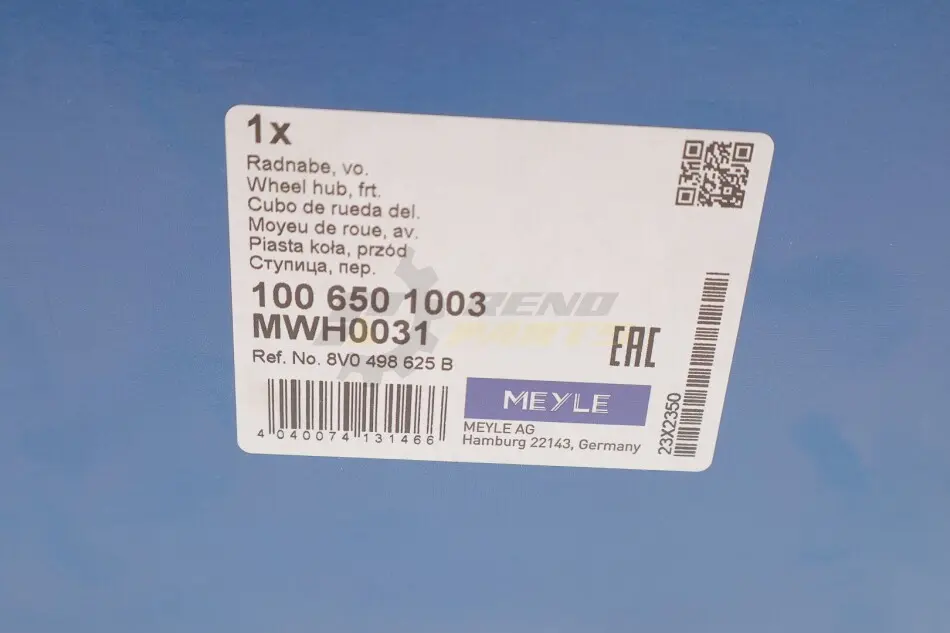 1x
Radnabe, vo.
Wheel hub, frt.
Cubo de rueda del.
Moyeu de roue, av.
Piasta koła, przód
Ступица, пер.
100 650 1003
MWH0031
Ref. No. 8V0 498 625 B
4 040074 131466
MEYLE
MEYLE AG
Hamburg 22143, Germany
EAC
23X2350
RENO
PARTS